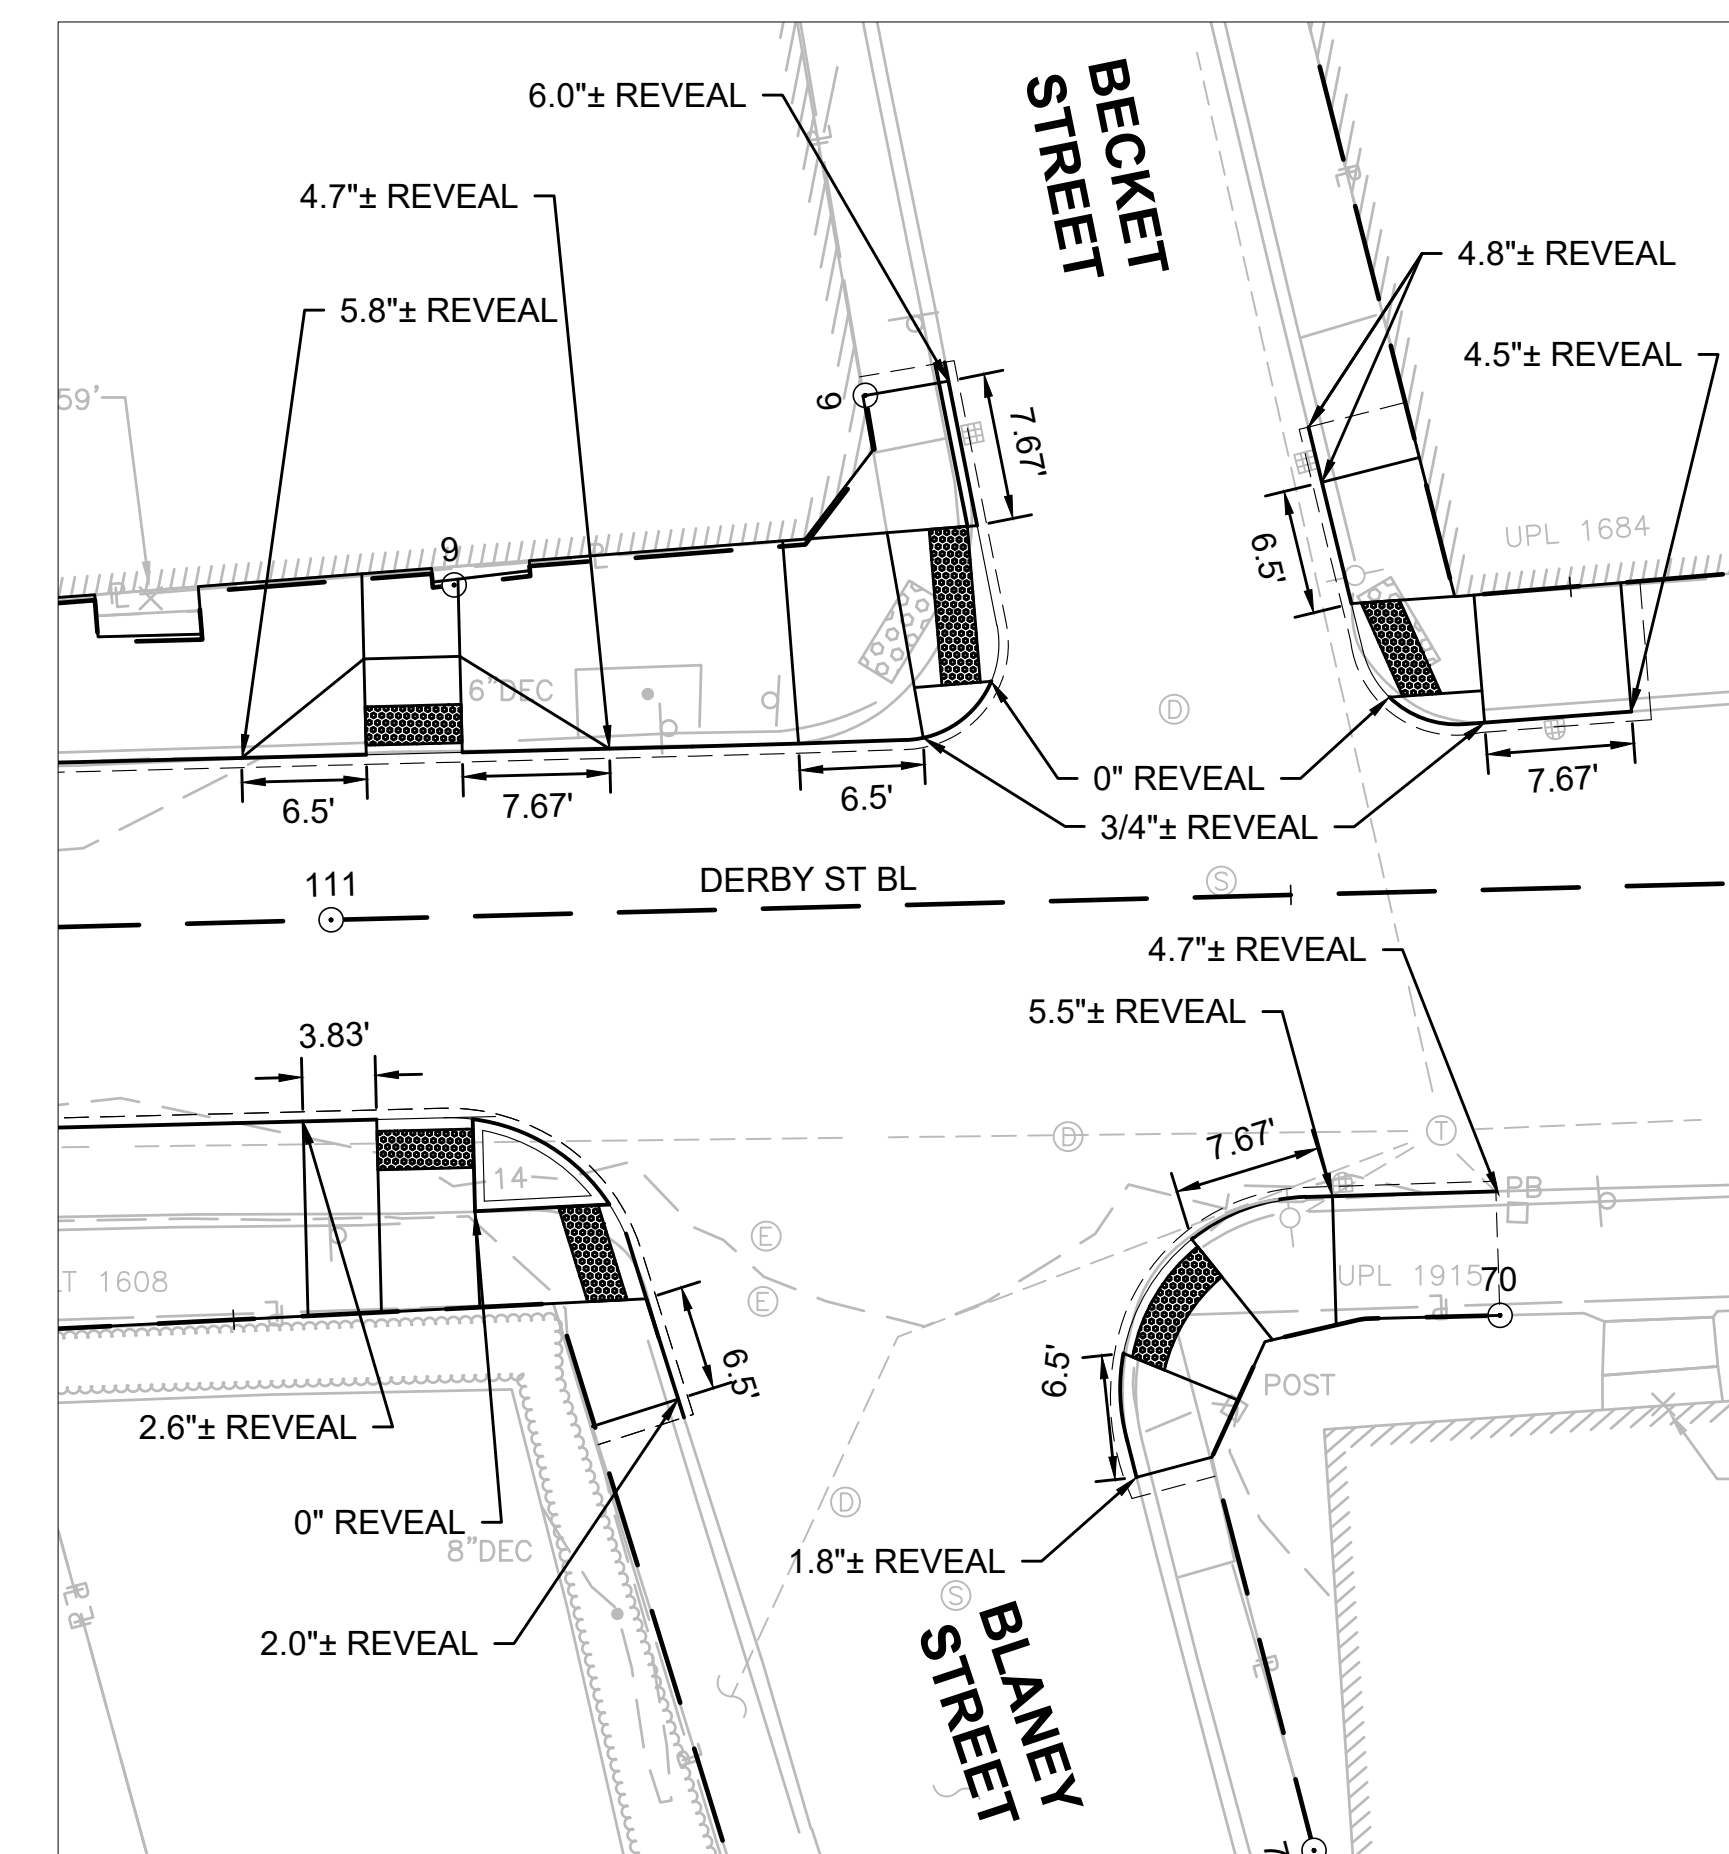 BECKET
STREET
6.0"± REVEAL
4.7"± REVEAL
5.8"± REVEAL
4.8"± REVEAL
4.5"± REVEAL
59'
9
7.67'
6.5'
UPL 1684
9
PL
6"DEC
D
6.5'
7.67'
6.5'
0" REVEAL
3/4"± REVEAL
7.67'
111
DERBY ST BL
S
4.7"± REVEAL
5.5"± REVEAL
3.83'
7.67'
D
T
14
PB
E
E
LT 1608
UPL 1915
70
6.5'
6.5'
POST
2.6"± REVEAL
0" REVEAL
8"DEC
D
1.8"± REVEAL
S
2.0"± REVEAL
BLANEY
STREET
7